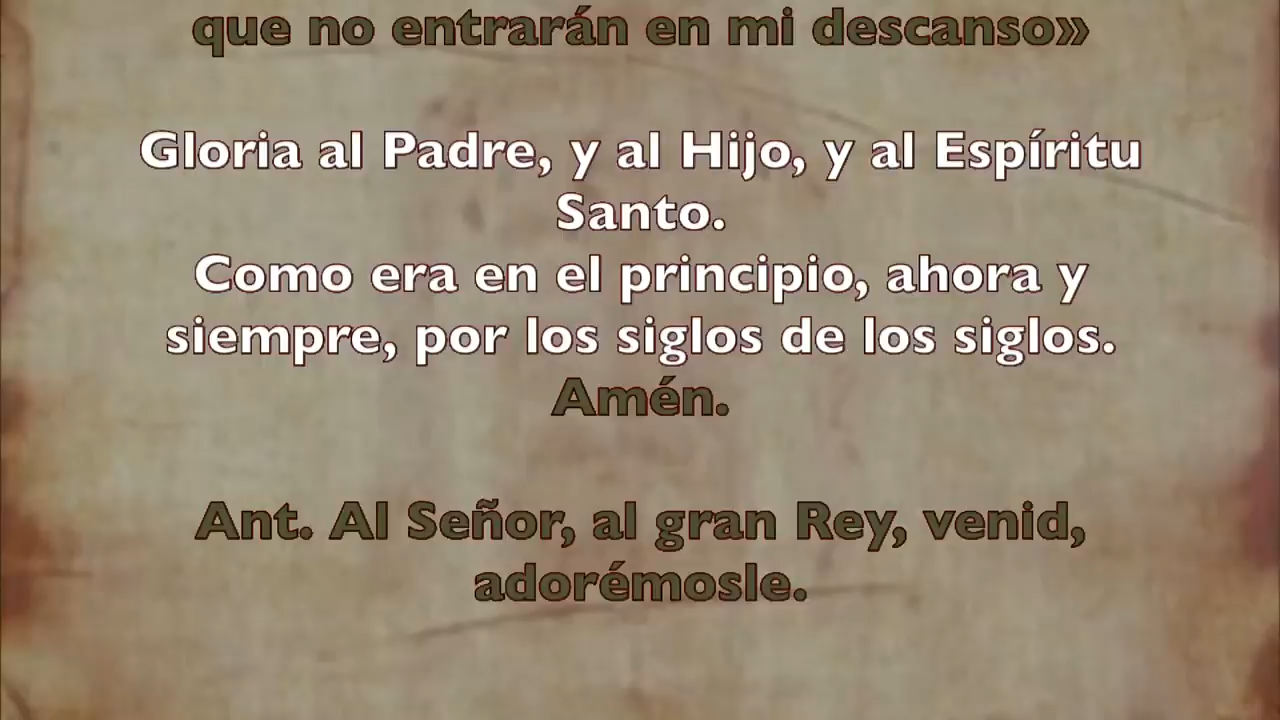 que no entrarán en mi descanso»
Gloria al Padre, y al Hijo, y al Espíritu
Santo.
Como era en el principio, ahora y
siempre, por los siglos de los siglos.
Amén.
Ant. Al Señor, al gran Rey, venid,
adorémosle.